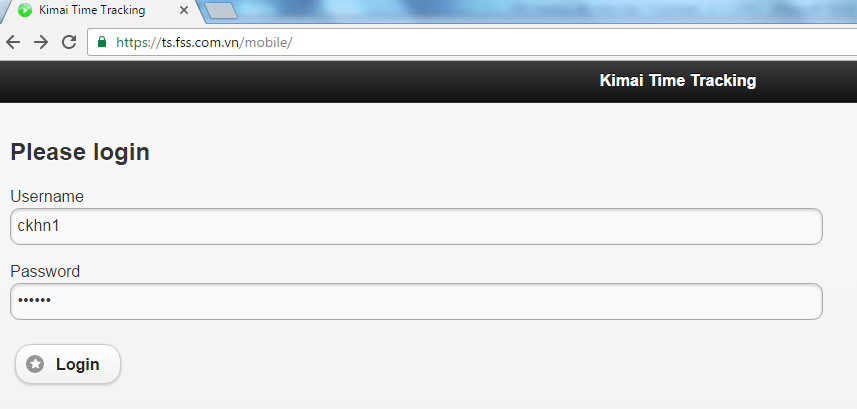 Kimai Time Tracking
https://ts.fss.com.vn/mobile/
Kimai Time Tracking
Please login
Username
ckhn1
Password
••••••
Login